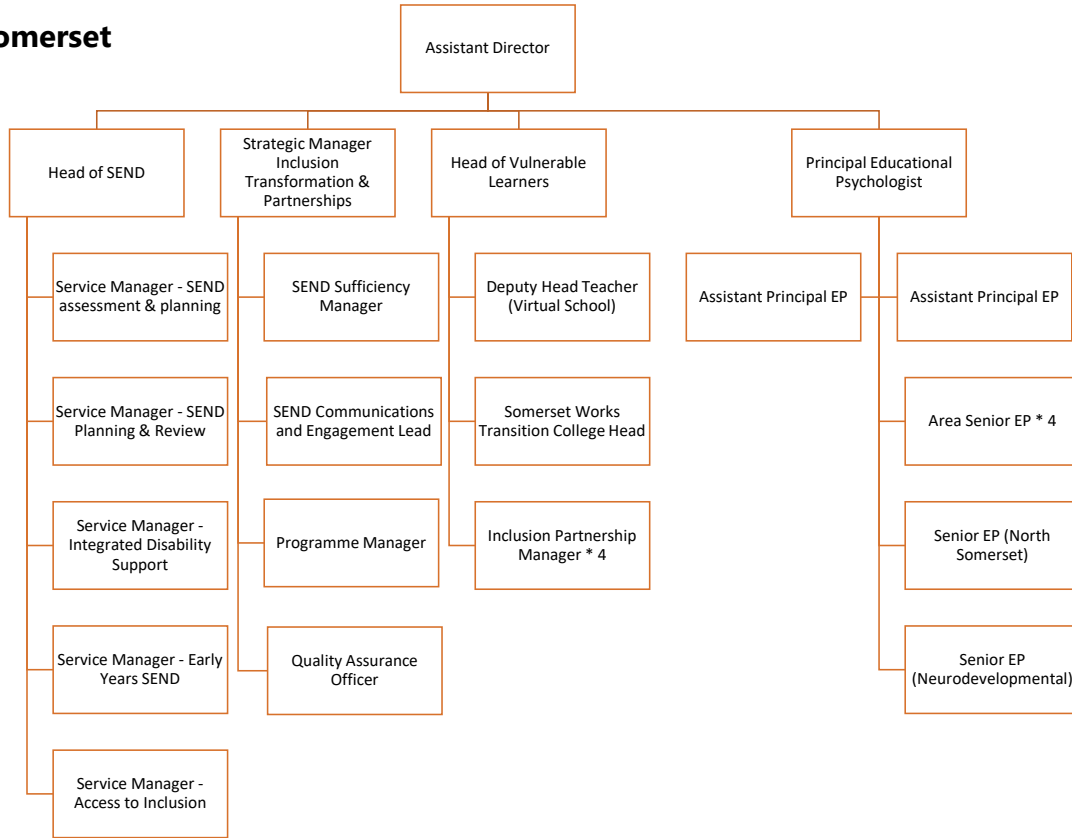 omerset
Assistant Director
Head of SEND
Strategic Manager
Inclusion
Transformation &
Partnerships
Head of Vulnerable
Learners
Principal Educational
Psychologist
Service Manager - SEND
assessment & planning
Service Manager - SEND
Planning & Review
Service Manager -
Integrated Disability
Support
Service Manager - Early
Years SEND
Service Manager -
Access to Inclusion
SEND Sufficiency
Manager
SEND Communications
and Engagement Lead
Programme Manager
Quality Assurance
Officer
Deputy Head Teacher
(Virtual School)
Somerset Works
Transition College Head
Inclusion Partnership
Manager * 4
Assistant Principal EP
Assistant Principal EP
Area Senior EP * 4
Senior EP (North
Somerset)
Senior EP
(Neurodevelopmental)